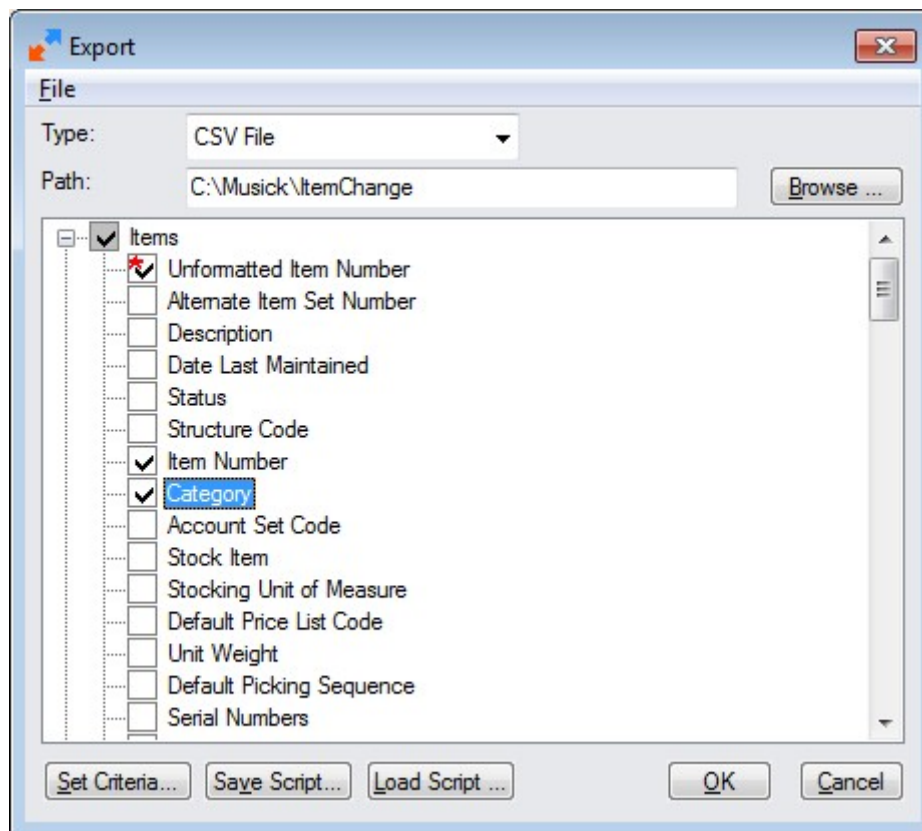 Export
File
Type: CSV File
Path: C:\Musick\ItemChange Browse ...
Items
Unformatted Item Number
Alternate Item Set Number
Description
Date Last Maintained
Status
Structure Code
Item Number
Category
Account Set Code
Stock Item
Stocking Unit of Measure
Default Price List Code
Unit Weight
Default Picking Sequence
Serial Numbers
Set Criteria... Save Script... Load Script ... OK Cancel